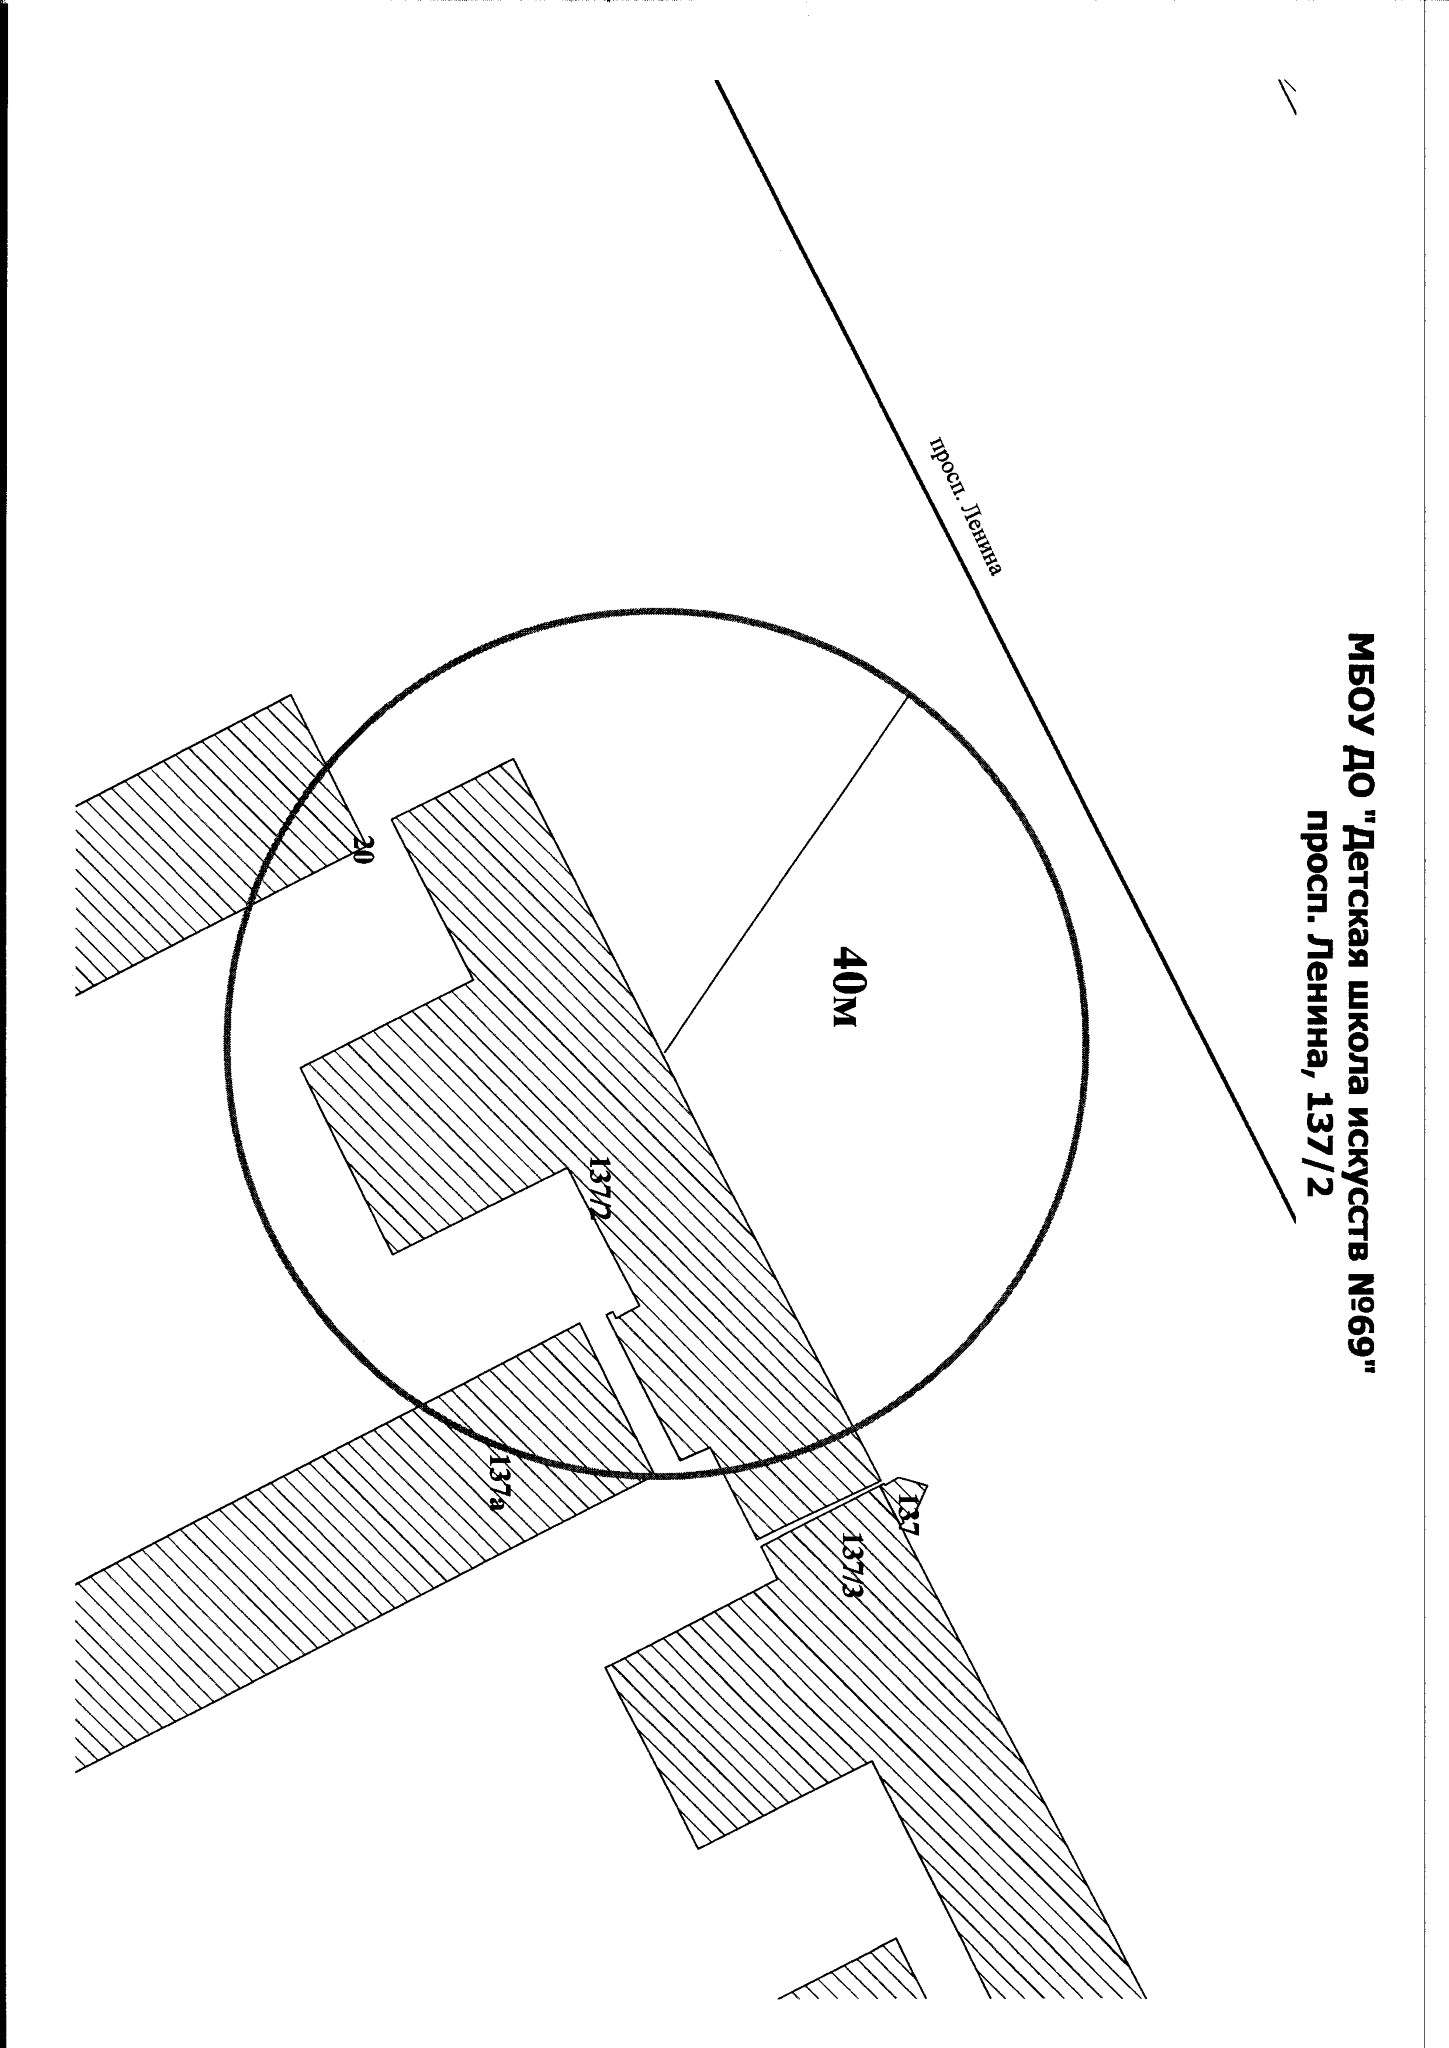 МБОУ ДО "Детская школа искусств №69"
просп. Ленина, 137/2
просп. Ленина
40м
137
137/3
137/2
20
137а